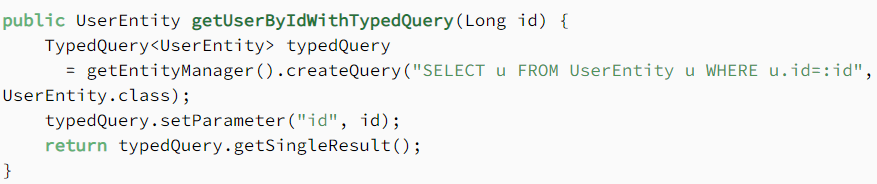 public UserEntity getUserByIdWithTypedQuery(Long id) {
    TypedQuery<UserEntity> typedQuery
      = getEntityManager().createQuery("SELECT u FROM UserEntity u WHERE u.id=:id",
UserEntity.class);
    typedQuery.setParameter("id", id);
    return typedQuery.getSingleResult();
}